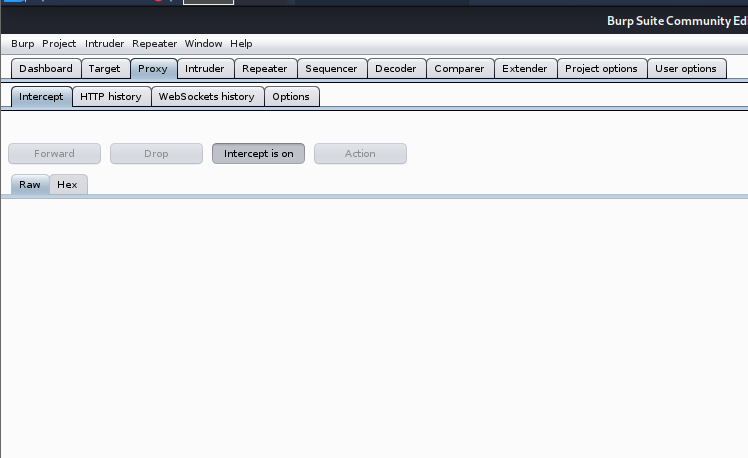 Burp Suite Community Ed
Burp Project Intruder Repeater Window Help
Dashboard Target Proxy Intruder Repeater Sequencer Decoder Comparer Extender Project options User options
Intercept HTTP history WebSockets history Options
Forward Drop Intercept is on Action
Raw Hex